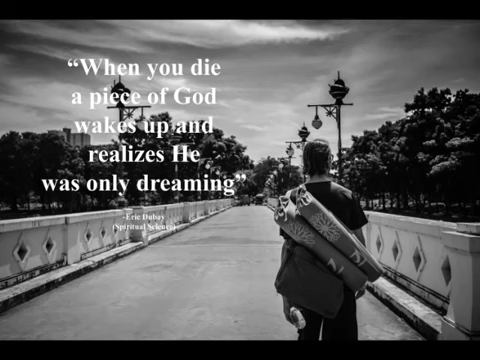 “When you die
a piece of God
wakes up and
realizes He
was only dreaming”
-Eric Dubay
(Spiritual Science)